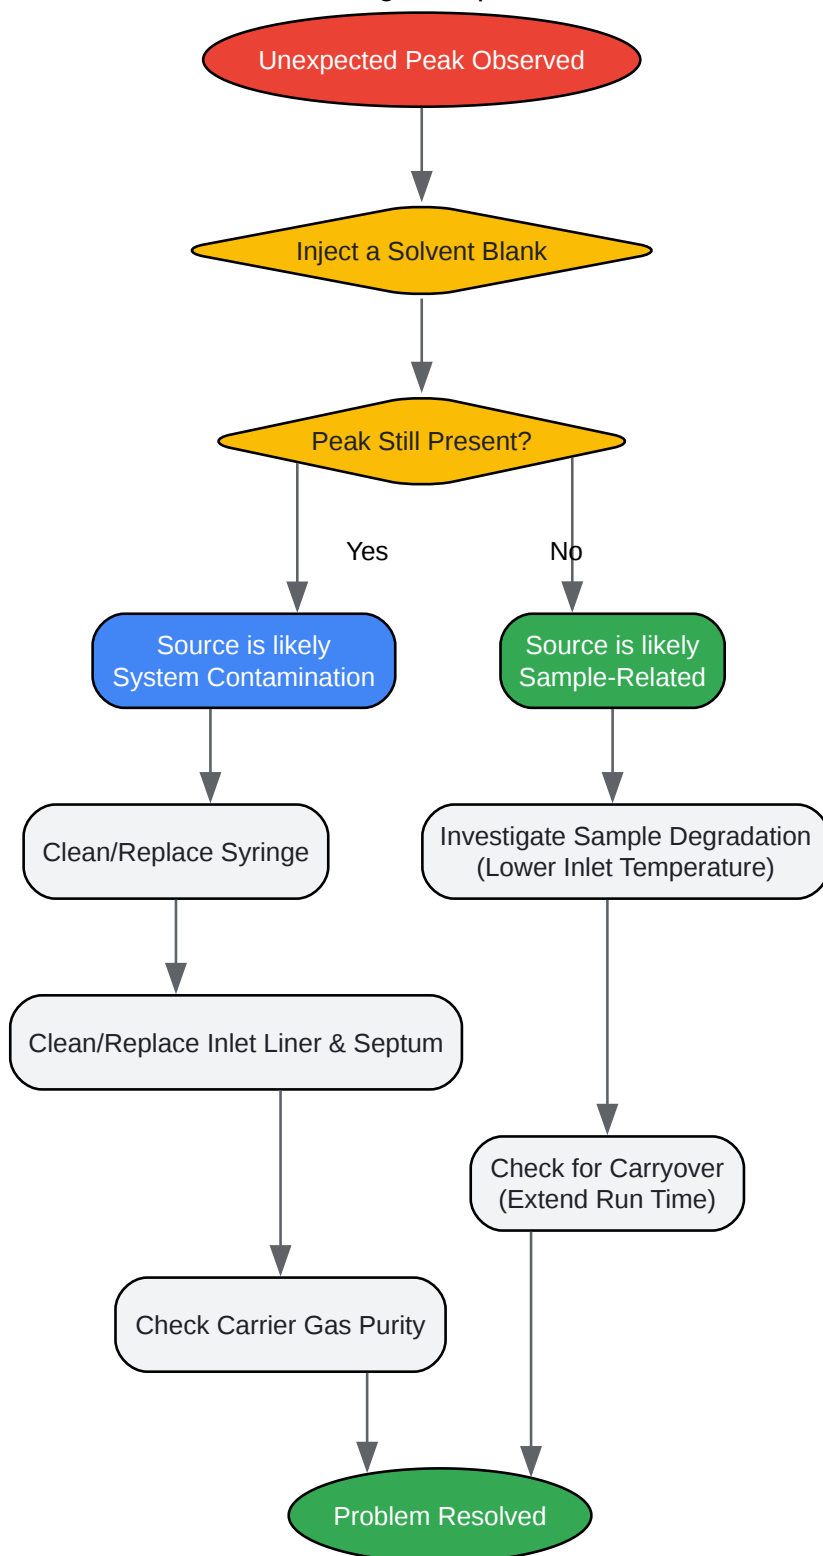 Unexpected Peak Observed
Inject a Solvent Blank
Peak Still Present?
Yes
No
Source is likely
System Contamination
Source is likely
Sample-Related
Clean/Replace Syringe
Investigate Sample Degradation
(Lower Inlet Temperature)
Clean/Replace Inlet Liner & Septum
Check for Carryover
(Extend Run Time)
Check Carrier Gas Purity
Problem Resolved